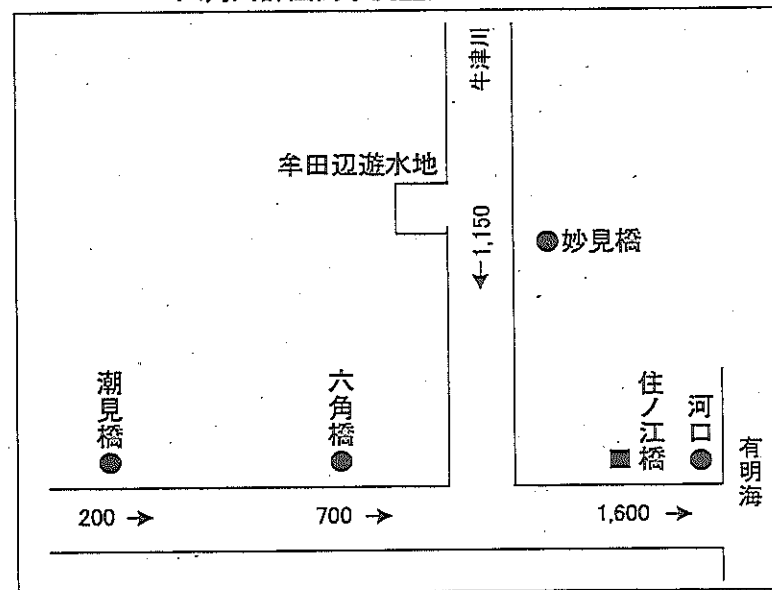 牛津川
牟田辺遊水地
←1,150
●妙見橋
潮見橋
六角橋
住ノ江橋
河口
有明海
200 →
700 →
1,600 →